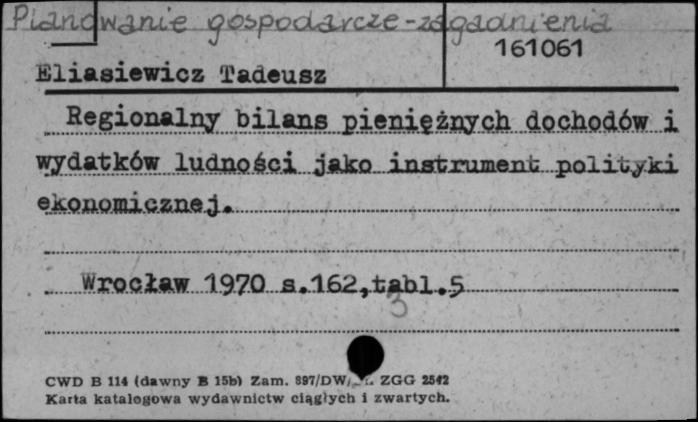 Planowanie gospodarcze-zagadnienia
161061
Eliasiewicz Tadeusz
Regionalny bilans pieniężnych dochodów i
wydatków ludności jako instrument polityki
ekonomicznej.
Wrocław 1970 s.162,tabl.5
3
CWD B 114 (dawny B 15b) Zam. 897/DW/ ZGG 2542
Karta katalogowa wydawnictw ciągłych i zwartych.